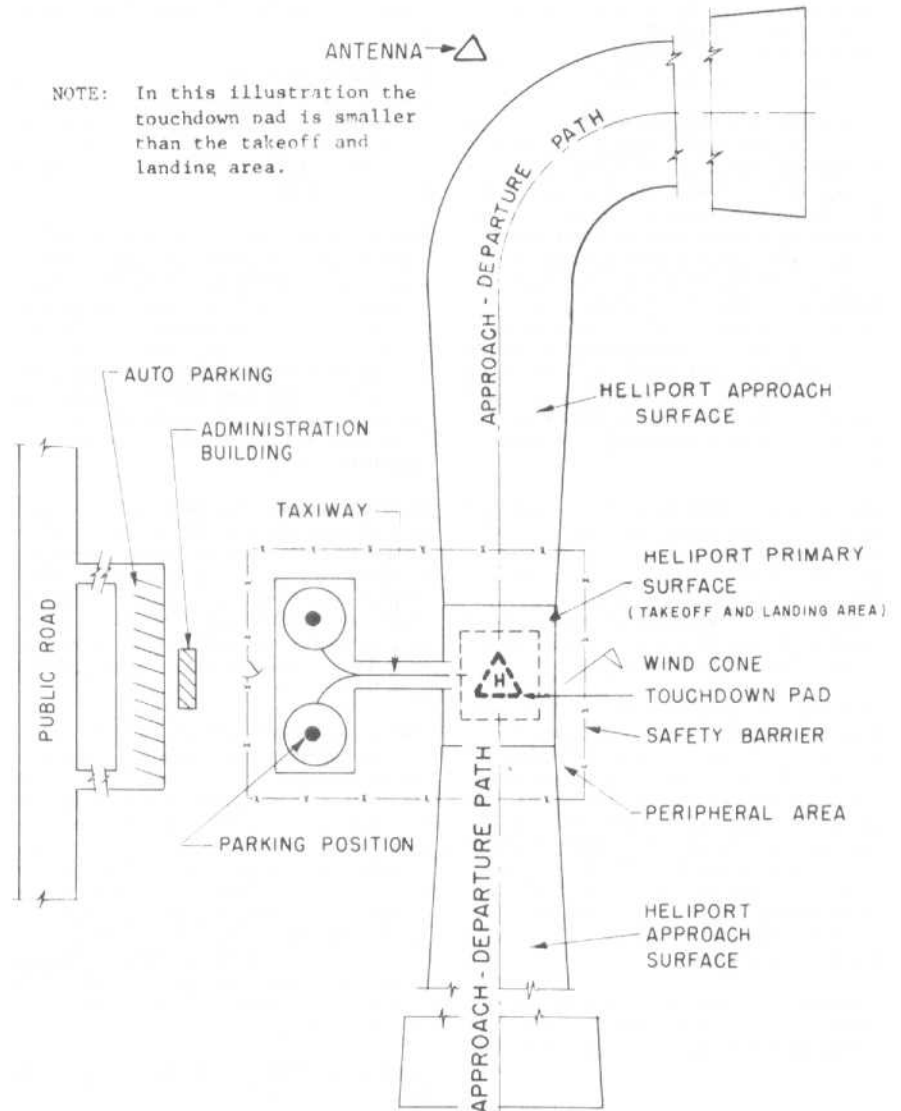 ANTENNA
NOTE: In this illustration the
touchdown pad is smaller
than the takeoff and
landing area.
APPROACH - DEPARTURE PATH
AUTO PARKING
HELIPORT APPROACH
SURFACE
ADMINISTRATION
BUILDING
TAXIWAY
HELIPORT PRIMARY
SURFACE
(TAKEOFF AND LANDING AREA)
PUBLIC ROAD
H
WIND CONE
TOUCHDOWN PAD
SAFETY BARRIER
PERIPHERAL AREA
PARKING POSITION
APPROACH - DEPARTURE PATH
HELIPORT
APPROACH
SURFACE